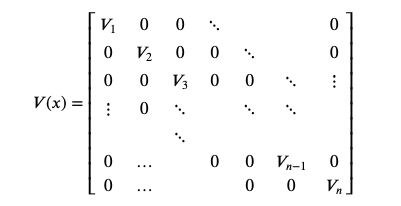 V₁ 0 0 ⋱ 0
0 V₂ 0 0 ⋱ 0
0 0 V₃ 0 0 ⋱ ⋮
V(x) = ⋮ 0 ⋱ ⋱ ⋱
⋱
0 … 0 0 Vₙ₋₁ 0
0 … 0 0 Vₙ